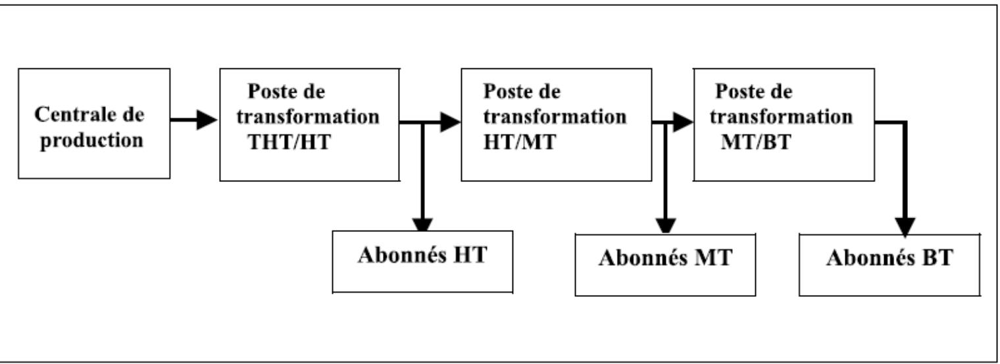 Centrale de
production
Poste de
transformation
THT/HT
Poste de
transformation
HT/MT
Poste de
transformation
MT/BT
Abonnés HT
Abonnés MT
Abonnés BT